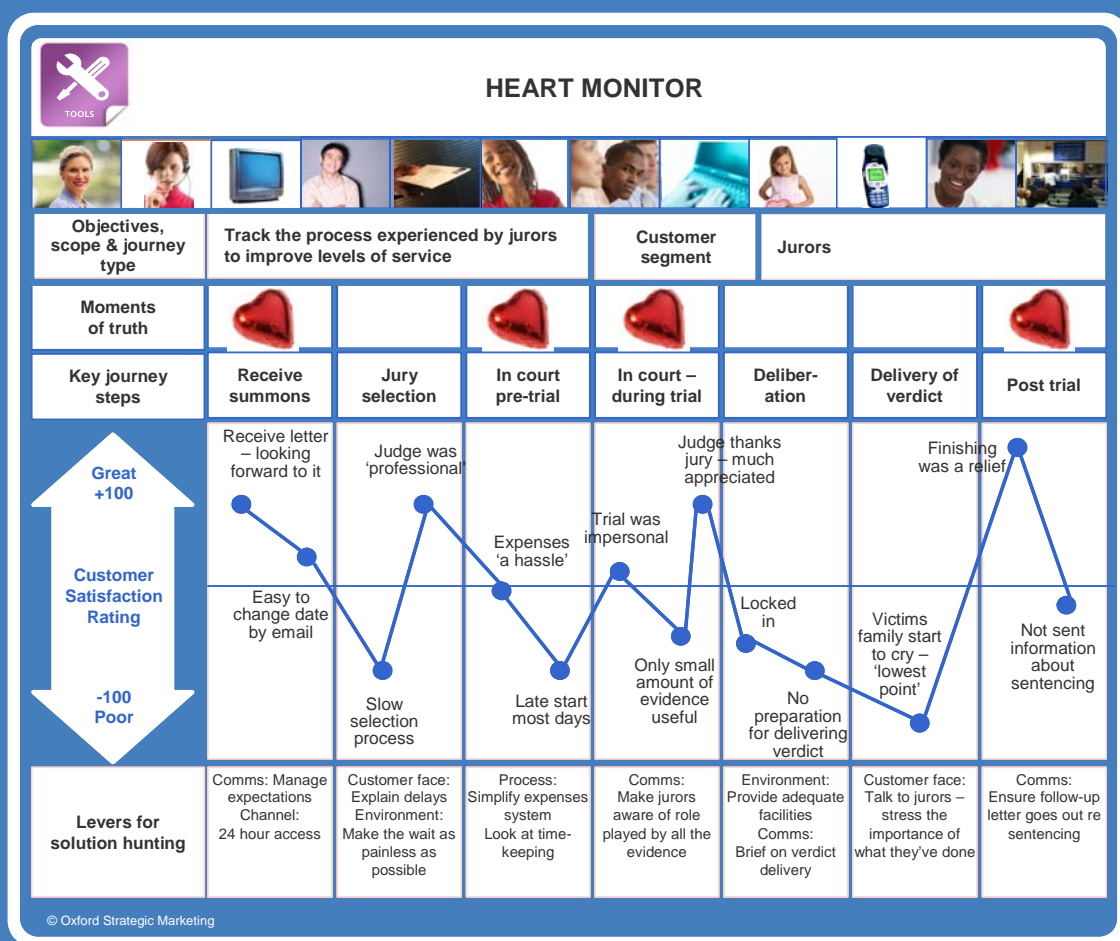 TOOLS
HEART MONITOR
Objectives,
scope & journey
type
Track the process experienced by jurors
to improve levels of service
Customer
segment
Jurors
Moments
of truth
Key journey
steps
Receive
summons
Jury
selection
In court
pre-trial
In court –
during trial
Deliber-
ation
Delivery of
verdict
Post trial
Great
+100
Customer
Satisfaction
Rating
-100
Poor
Receive letter
– looking
forward to it
Easy to
change date
by email
Judge was
‘professional’
Slow
selection
process
Expenses
‘a hassle’
Late start
most days
Trial was
impersonal
Only small
amount of
evidence
useful
Judge thanks
jury – much
appreciated
Locked
in
No
preparation
for delivering
verdict
Victims
family start
to cry –
‘lowest
point’
Finishing
was a relief
Not sent
information
about
sentencing
Levers for
solution hunting
Comms: Manage
expectations
Channel:
24 hour access
Customer face:
Explain delays
Environment:
Make the wait as
painless as
possible
Process:
Simplify expenses
system
Look at time-
keeping
Comms:
Make jurors
aware of role
played by all the
evidence
Environment:
Provide adequate
facilities
Comms:
Brief on verdict
delivery
Customer face:
Talk to jurors –
stress the
importance of
what they’ve done
Comms:
Ensure follow-up
letter goes out re
sentencing
© Oxford Strategic Marketing